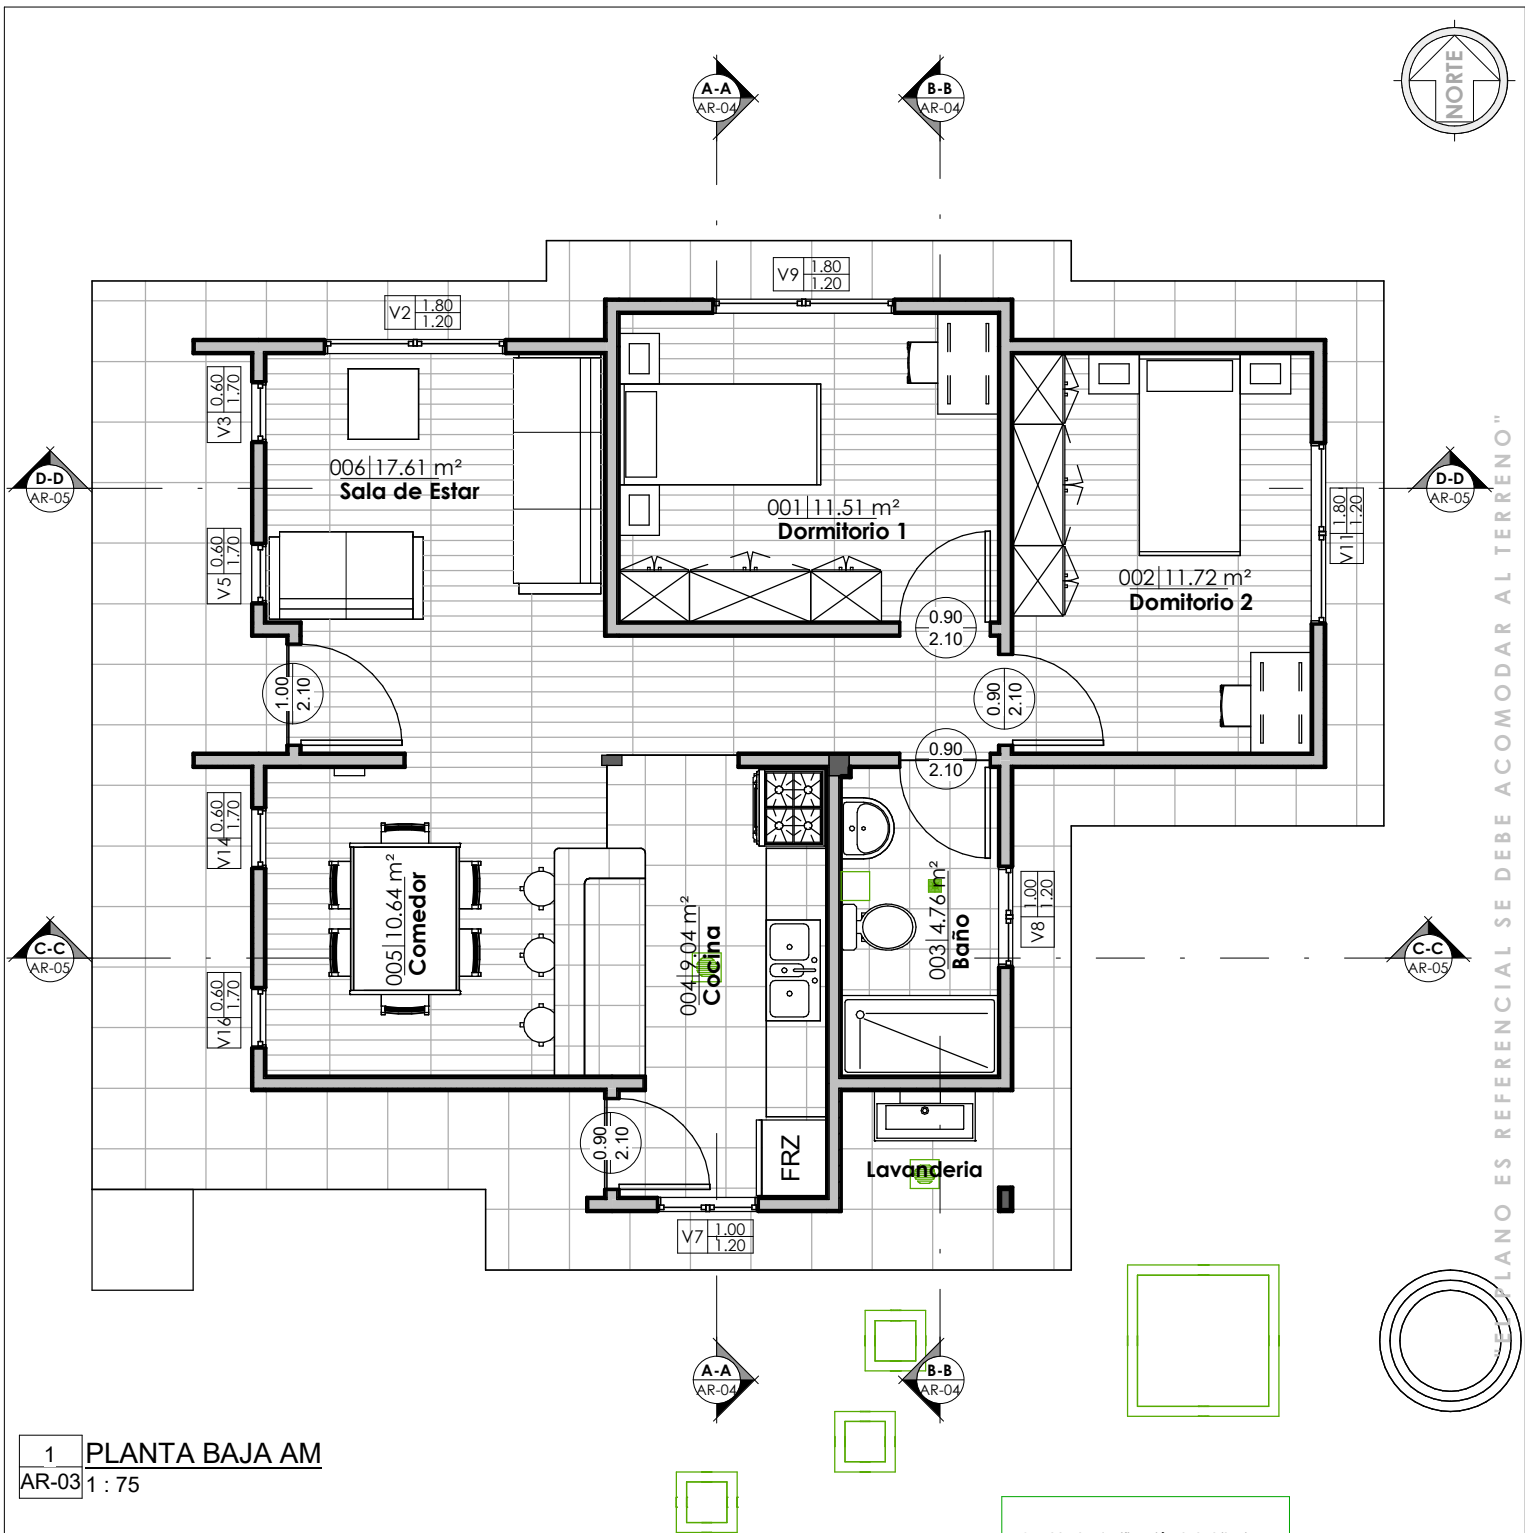 NORTE
A-A
AR-04
B-B
AR-04
V9 1.80
1.20
V2 1.80
1.20
V3 0.60
1.70
006|17.61 m²
Sala de Estar
D-D
AR-05
D-D
AR-05
001|11.51 m²
Dormitorio 1
V11 1.80
1.20
V5 0.60
1.70
002|11.72 m²
Domitorio 2
0.90
2.10
1.00
2.10
0.90
2.10
0.90
2.10
V14 0.60
1.70
005|10.64 m²
Comedor
004|9.04 m²
Cocina
003|4.76 m²
Baño
V8 1.00
1.20
C-C
AR-05
C-C
AR-05
V16 0.60
1.70
0.90
2.10
FRZ
Lavanderia
V7 1.00
1.20
"EL PLANO ES REFERENCIAL SE DEBE ACOMODAR AL TERRENO"
A-A
AR-04
B-B
AR-04
1 PLANTA BAJA AM
AR-03 1 : 75